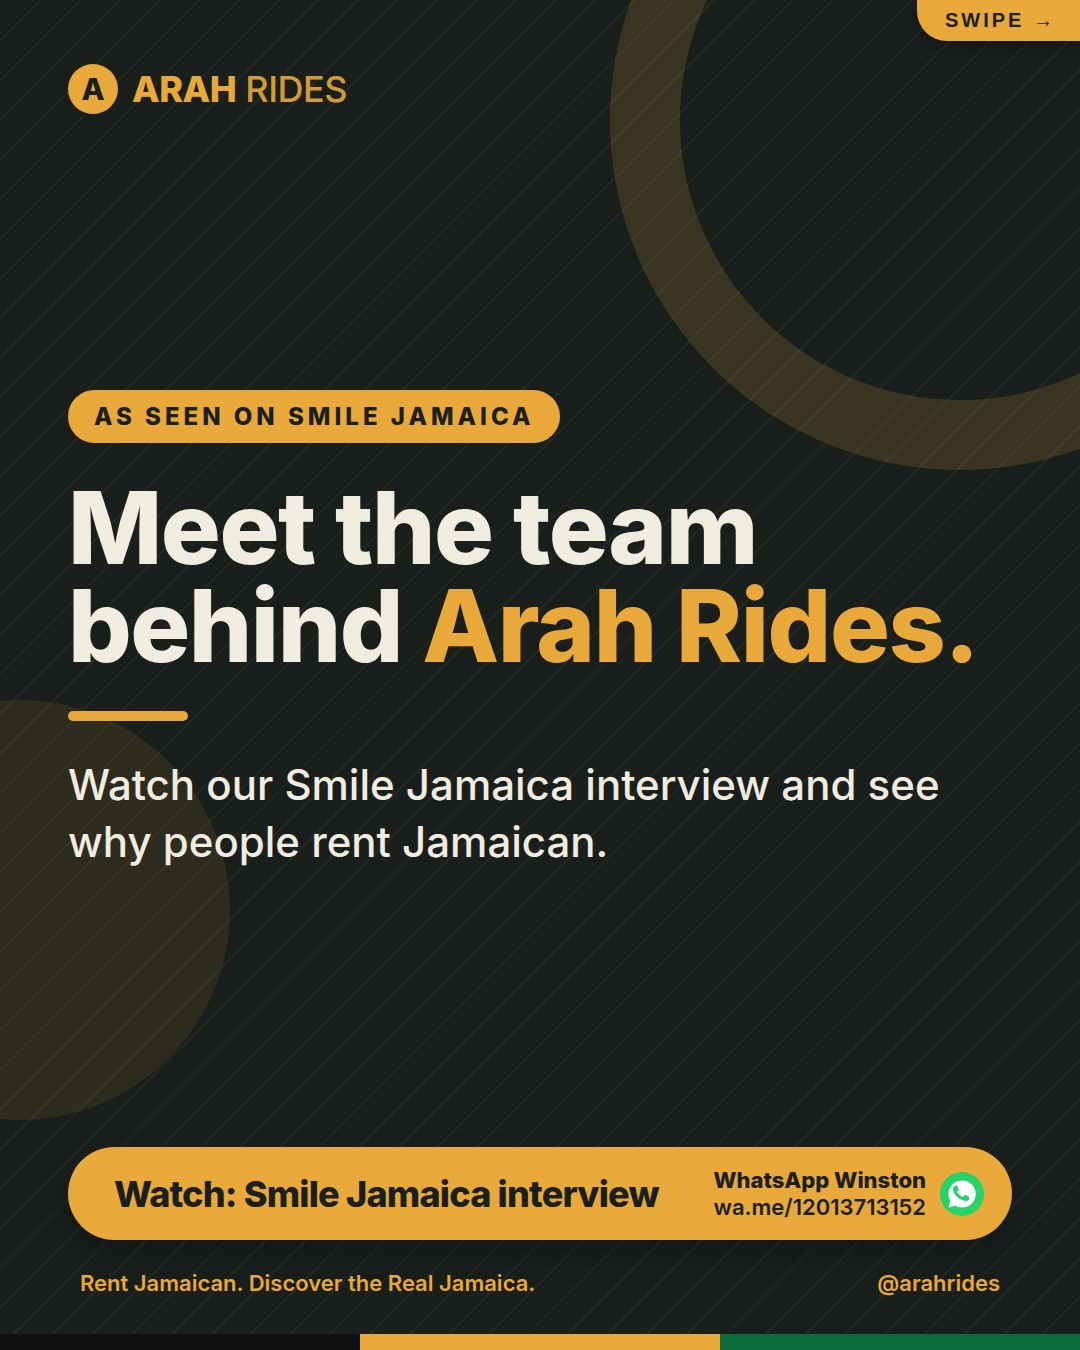 SWIPE →
A ARAH RIDES
AS SEEN ON SMILE JAMAICA
Meet the team
behind Arah Rides.
Watch our Smile Jamaica interview and see
why people rent Jamaican.
Watch: Smile Jamaica interview
WhatsApp Winston
wa.me/12013713152
Rent Jamaican. Discover the Real Jamaica.
@arahrides